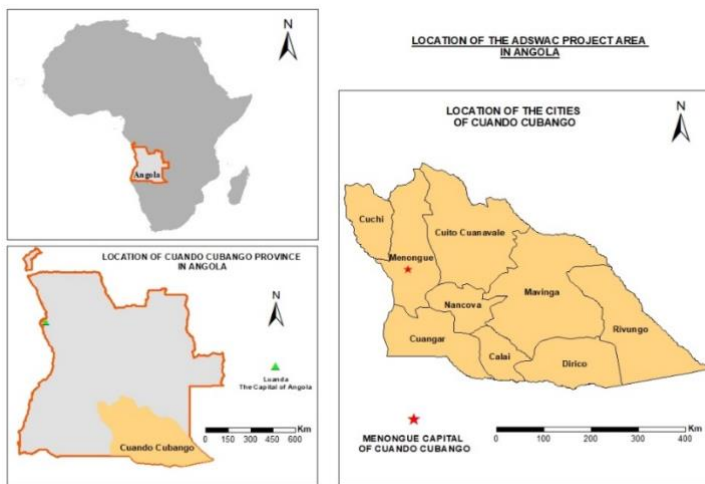 N
Angola
LOCATION OF CUANDO CUBANGO PROVINCE
IN ANGOLA
N
Luanda
The Capital of Angola
Km
0 150 300 450 600
Cuando Cubango
LOCATION OF THE ADSWAC PROJECT AREA
IN ANGOLA
LOCATION OF THE CITIES
OF CUANDO CUBANGO
N
Cuchi
Cuito Cuanavale
Menongue
Mavinga
Nancova
Rivungo
Cuangar
Calai
Dirico
MENONGUE CAPITAL
OF CUANDO CUBANGO
Km
0 100 200 300 400